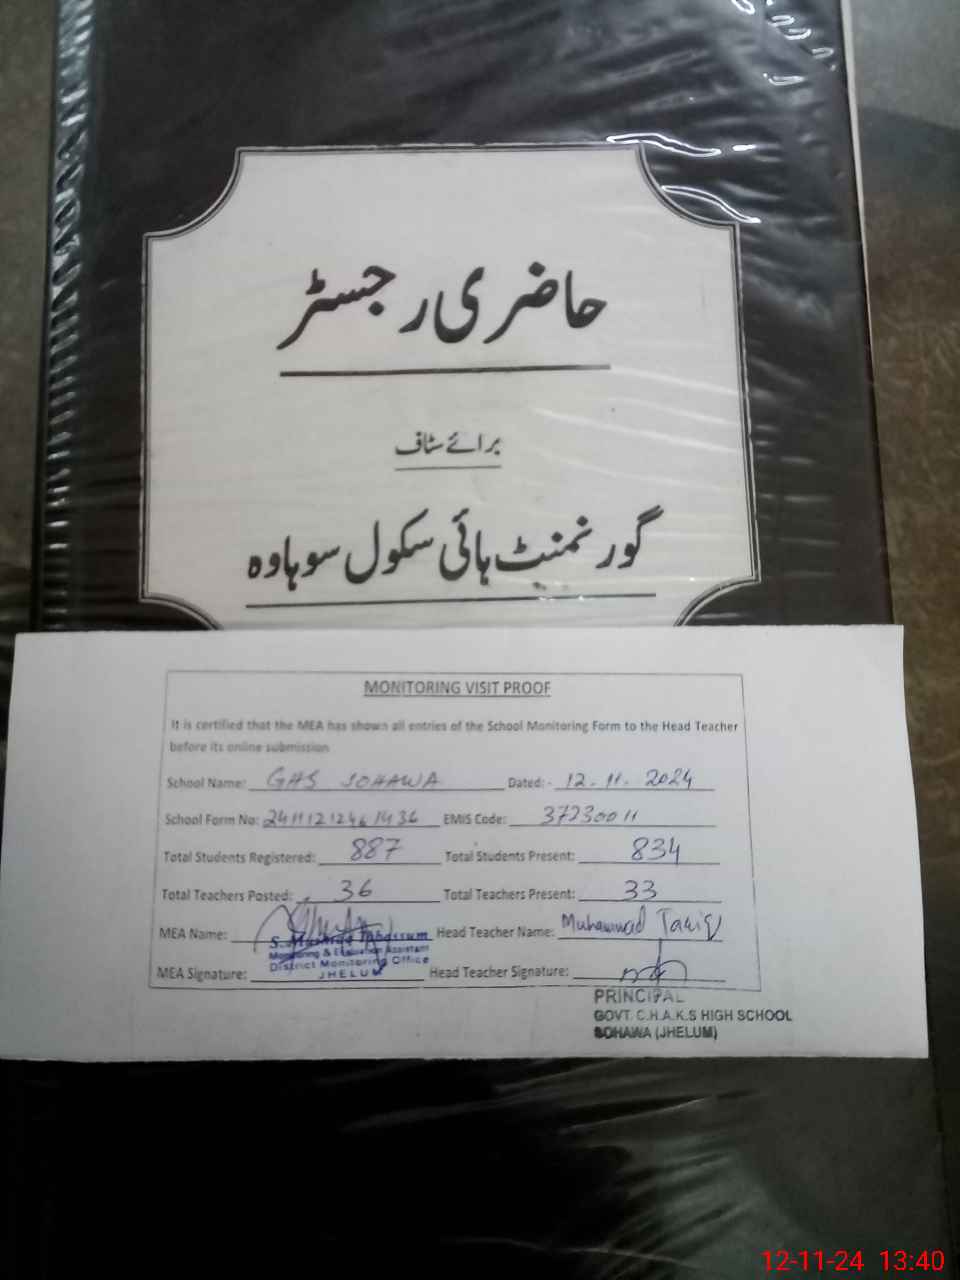 حاضری رجسٹر
برائے سٹاف
گورنمنٹ ہائی سکول سوہاوہ
MONITORING VISIT PROOF
It is certified that the MEA has shown all entries of the School Monitoring Form to the Head Teacher
before its online submission
School Name: GHS SOHAWA Dated:- 12-11-2024
School Form No: EMIS Code: 37230011
Total Students Registered: 887 Total Students Present: 834
Total Teachers Posted: 36 Total Teachers Present: 33
MEA Name: Head Teacher Name: Muhammad Tariq
Monitoring & Evaluation Assistant
District Monitoring Office
JHELUM
MEA Signature: Head Teacher Signature:
PRINCIPAL
GOVT. C.H.A.K.S HIGH SCHOOL
SOHAWA (JHELUM)
12-11-24 13:40